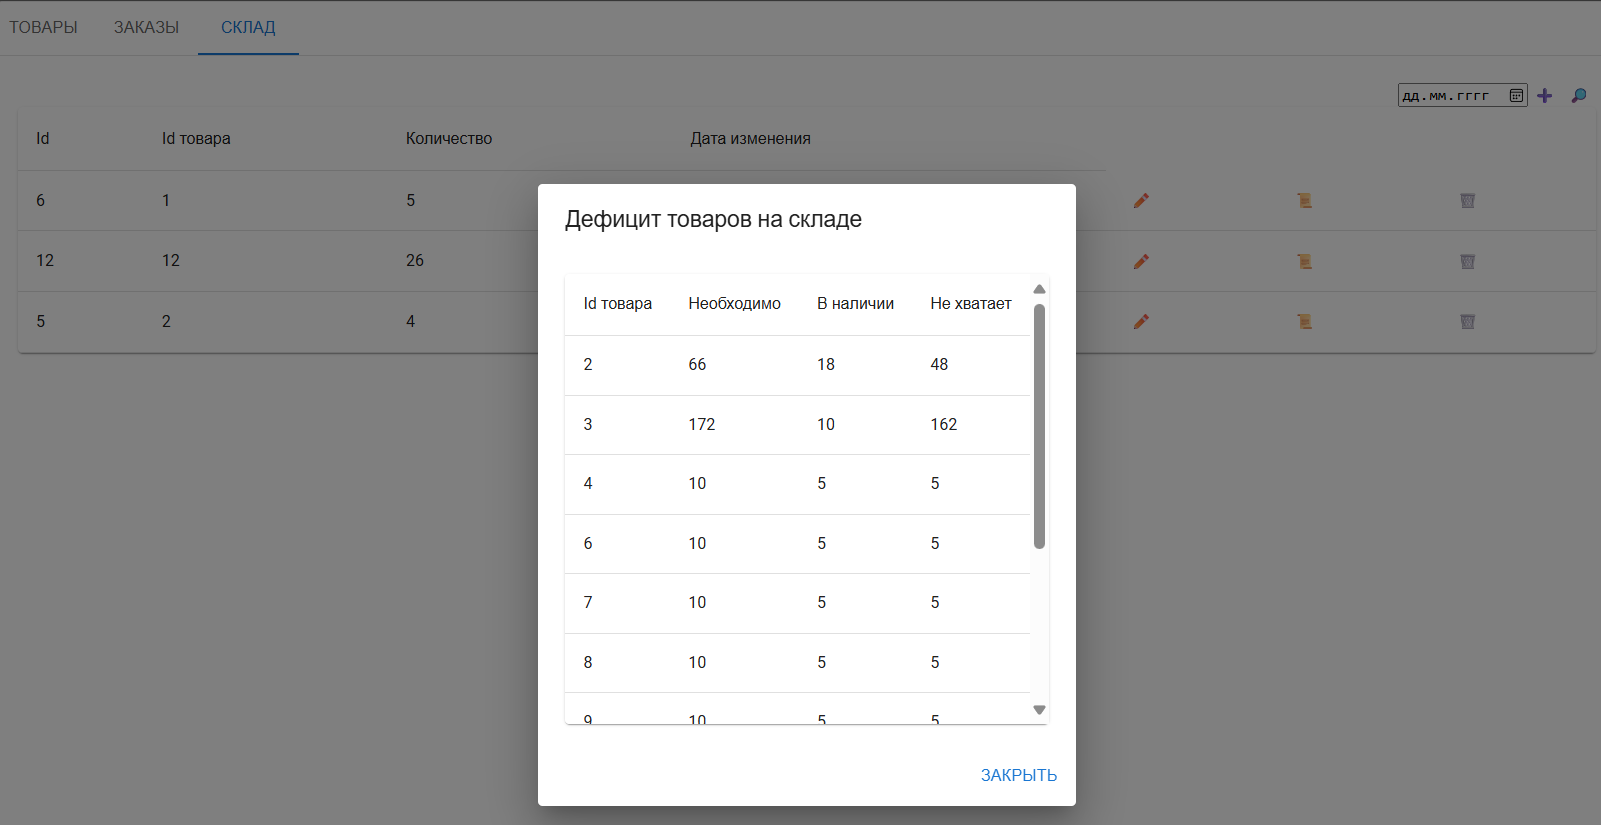 ТОВАРЫ ЗАКАЗЫ СКЛАД
дд.мм.гггг
Id Id товара Количество Дата изменения
6 1 5
12 12 26
5 2 4
Дефицит товаров на складе
Id товара Необходимо В наличии Не хватает
2 66 18 48
3 172 10 162
4 10 5 5
6 10 5 5
7 10 5 5
8 10 5 5
9 10 5 5
ЗАКРЫТЬ